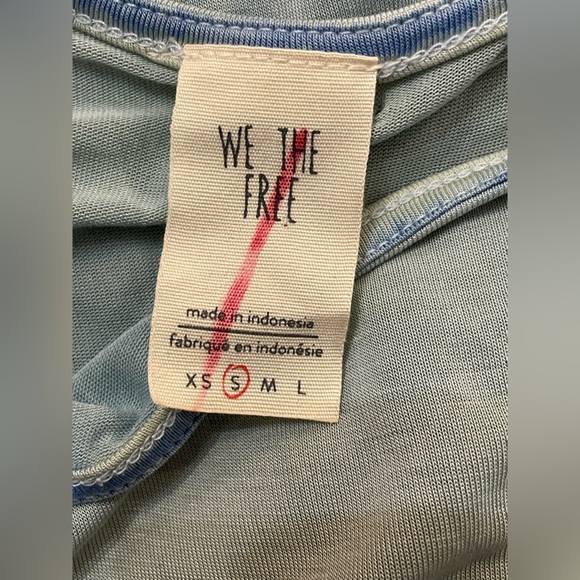 WE THE
FREE
made in indonesia
fabriqué en indonésie
XS S M L